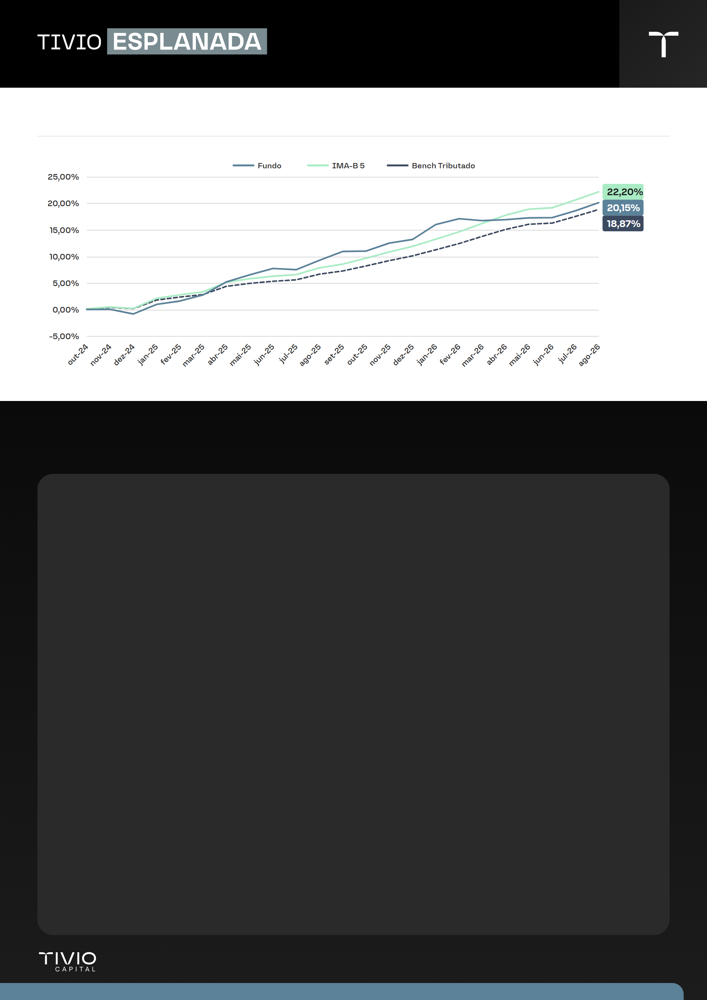 TIVIO ESPLANADA
Fundo IMA-B 5 Bench Tributado
25,00%
20,00%
15,00%
10,00%
5,00%
0,00%
-5,00%
22,20%
20,15%
18,87%
out-24 nov-24 dez-24 jan-25 fev-25 mar-25 abr-25 mai-25 jun-25 jul-25 ago-25 set-25 out-25 nov-25 dez-25 jan-26 fev-26 mar-26 abr-26 mai-26 jun-26 jul-26 ago-26
TIVIO
CAPITAL